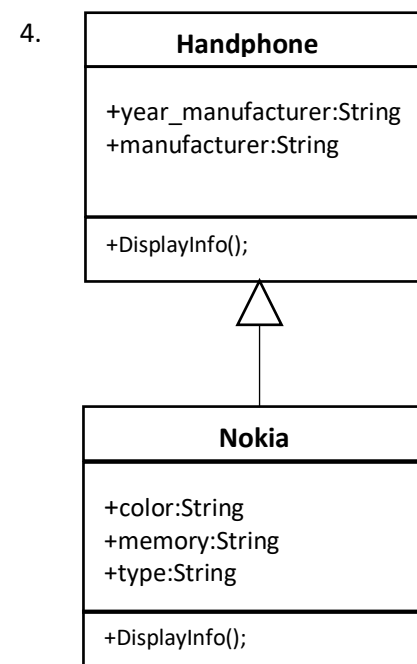 4.
Handphone
+year_manufacturer:String
+manufacturer:String
+DisplayInfo();
Nokia
+color:String
+memory:String
+type:String
+DisplayInfo();